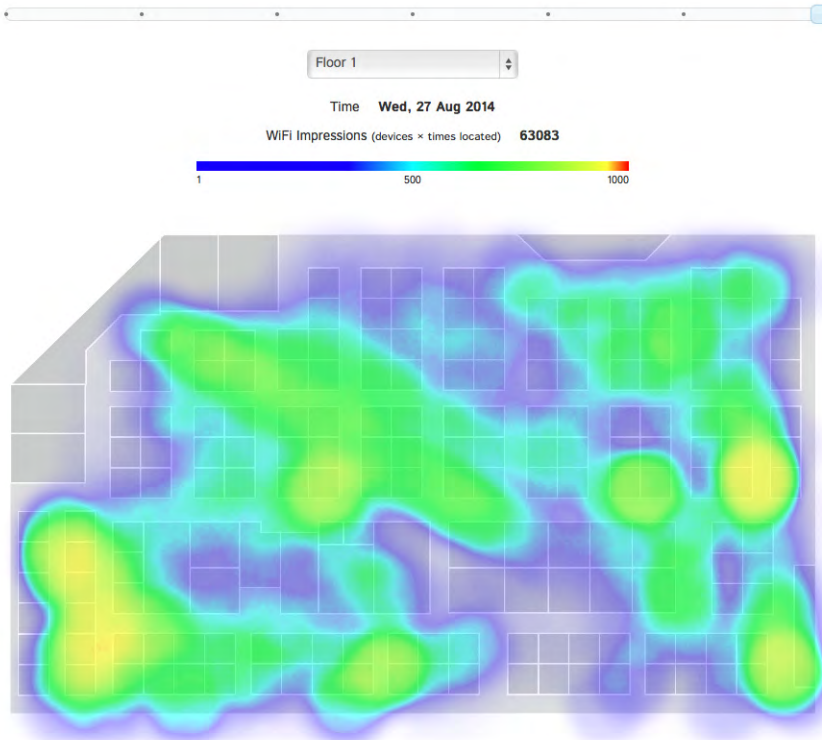 Floor 1
Time Wed, 27 Aug 2014
WiFi Impressions (devices × times located) 63083
1 500 1000